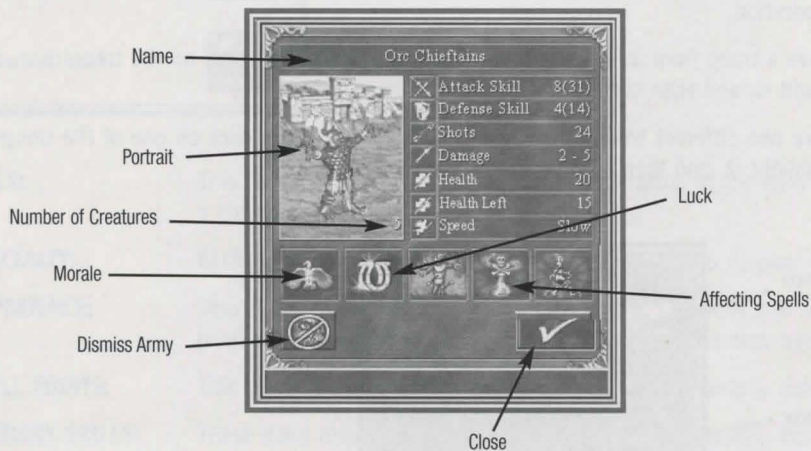 Name
Orc Chieftains
Attack Skill 8(31)
Defense Skill 4(14)
Shots 24
Portrait
Damage 2 - 5
Health 20
Luck
Health Left 15
Number of Creatures
5
Speed Slow
Morale
Affecting Spells
Dismiss Army
Close